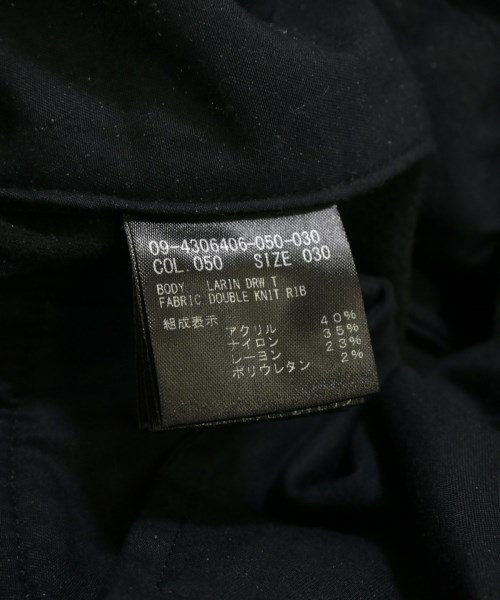 09-4306406-050-030
COL. 050 SIZE 030
BODY LARIN DRW T
FABRIC DOUBLE KNIT RIB
組成表示
アクリル 40%
ナイロン 35%
レーヨン 23%
ポリウレタン 2%